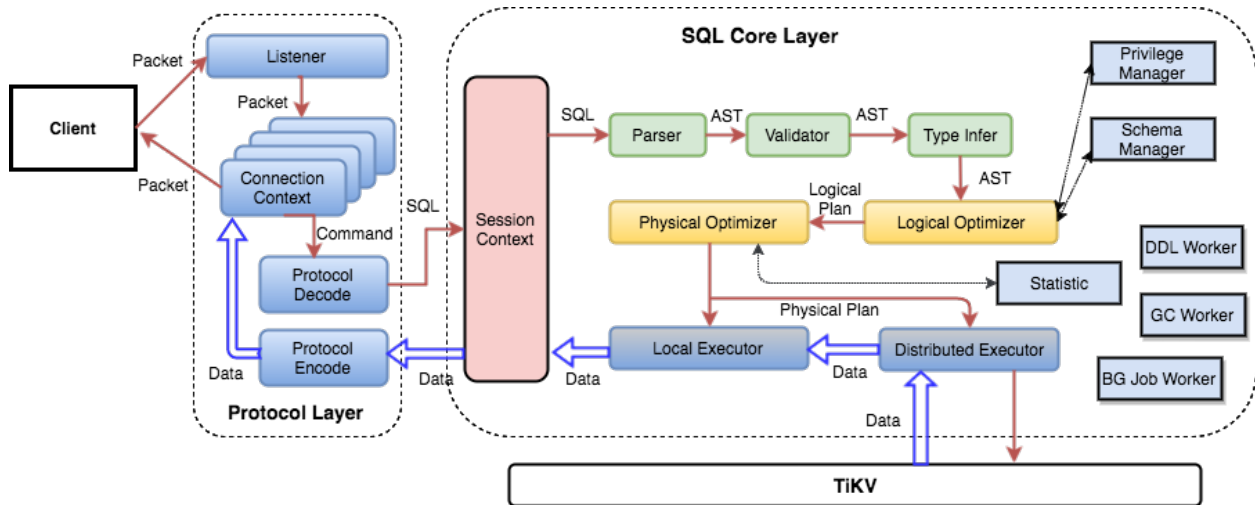 SQL Core Layer
Listener
Packet
Privilege
Manager
Client
Packet
SQL
Parser
AST
Validator
AST
Type Infer
Schema
Manager
Connection
Context
Packet
AST
Logical
Plan
SQL
Session
Context
Physical Optimizer
Logical Optimizer
Command
DDL Worker
Protocol
Decode
Statistic
Physical Plan
GC Worker
Protocol
Encode
Local Executor
Distributed Executor
Data
Data
Data
Data
BG Job Worker
Protocol Layer
Data
TiKV